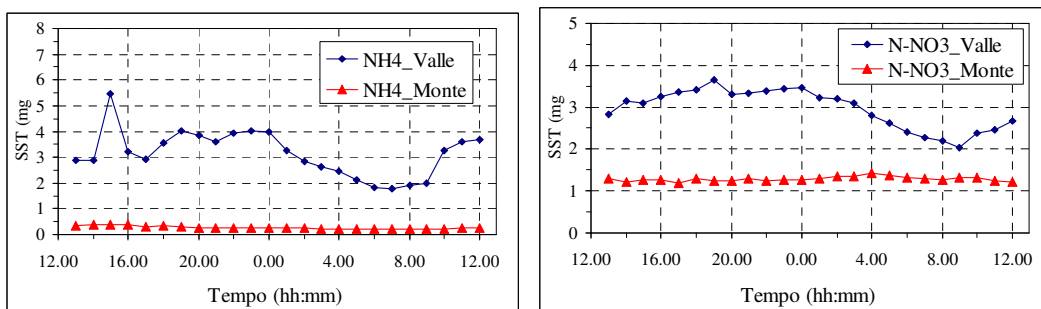 8
7
6
5
4
3
2
1
0
SST (mg
NH4_Valle
NH4_Monte
12.00 16.00 20.00 0.00 4.00 8.00 12.00
Tempo (hh:mm)
5
4
3
2
1
0
SST (mg
N-NO3_Valle
N-NO3_Monte
12.00 16.00 20.00 0.00 4.00 8.00 12.00
Tempo (hh:mm)